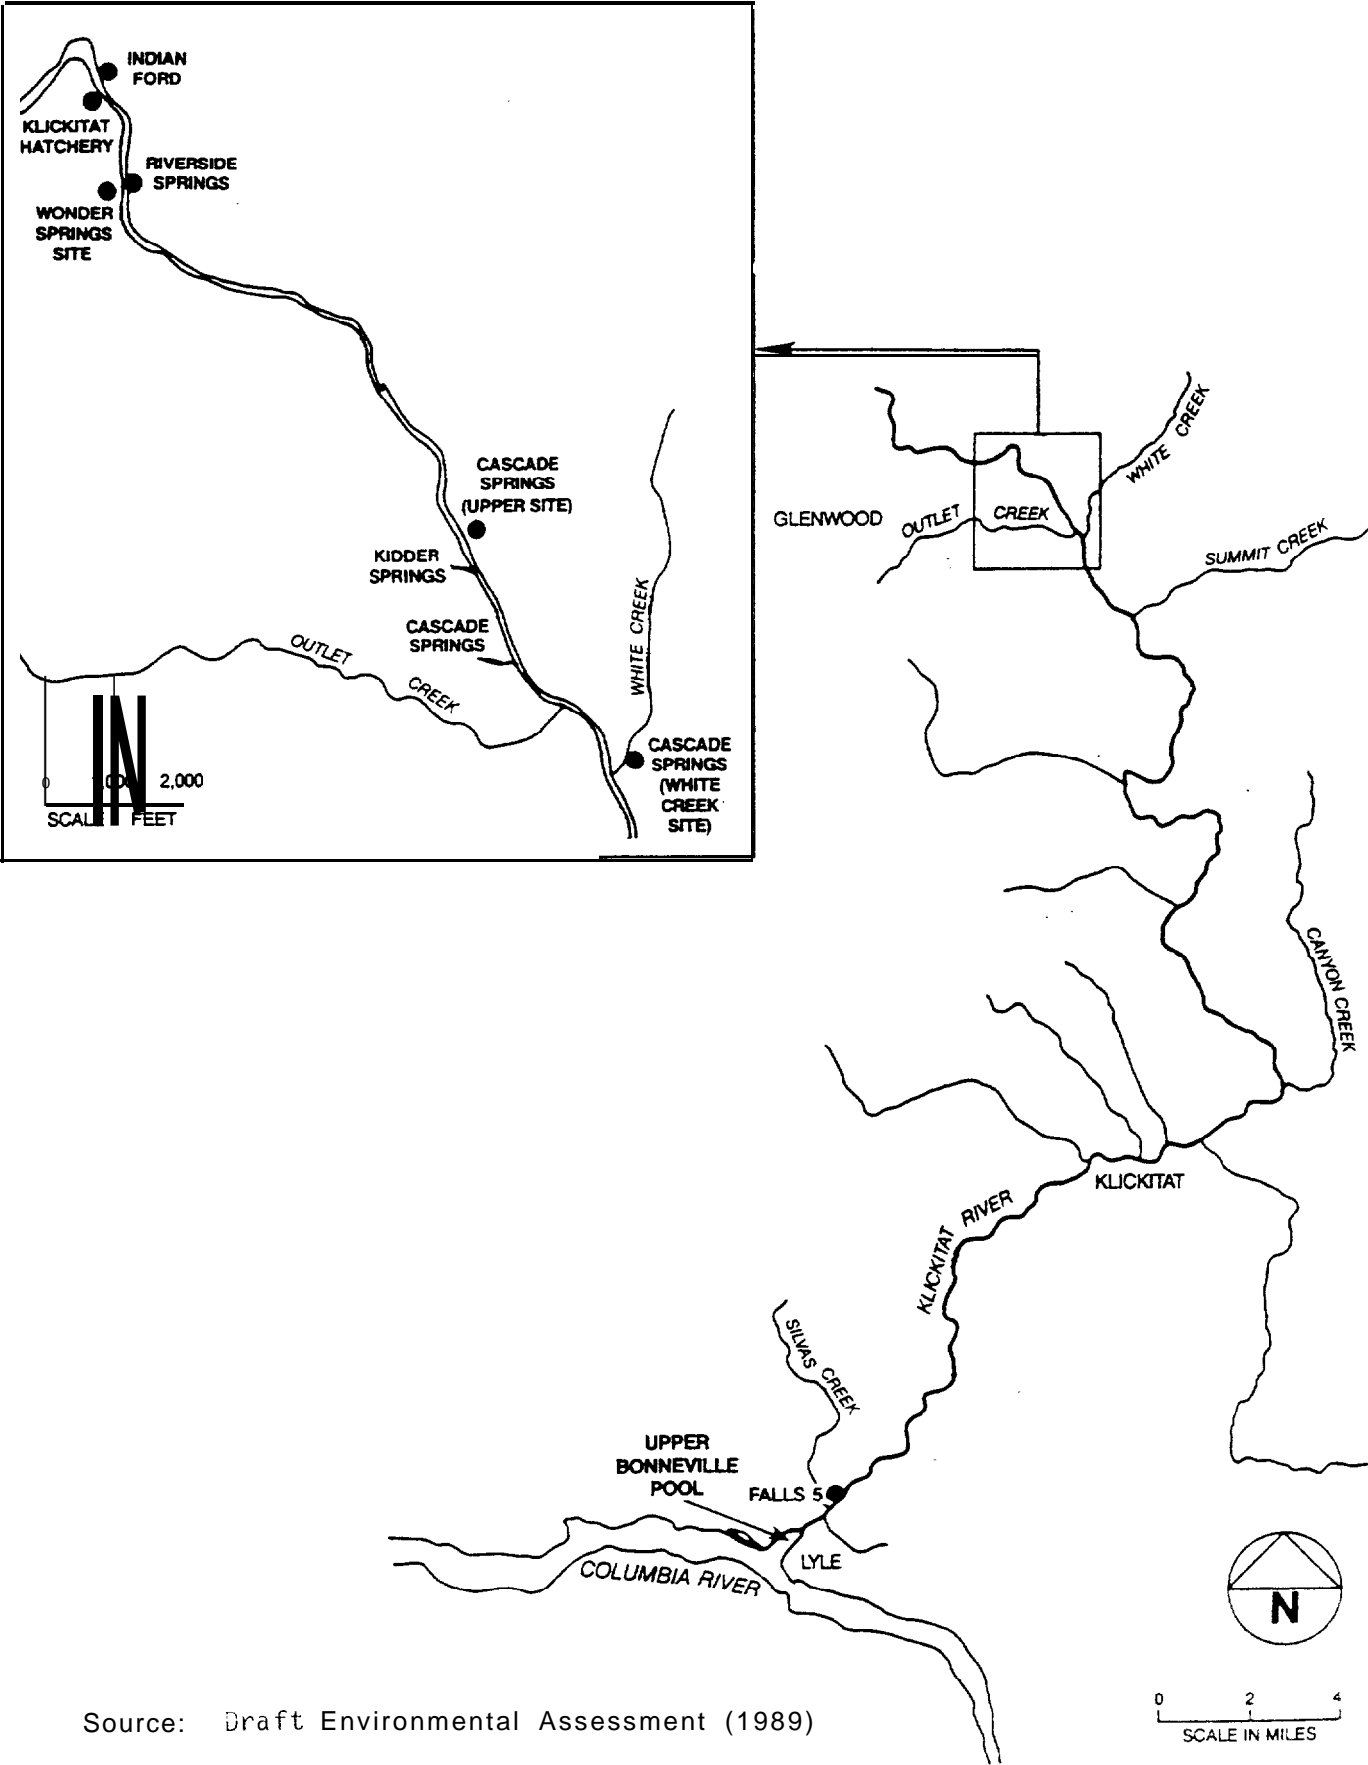 INDIAN
FORD
KLICKITAT
HATCHERY
RIVERSIDE
SPRINGS
WONDER
SPRINGS
SITE
CASCADE
SPRINGS
(UPPER SITE)
KIDDER
SPRINGS
CASCADE
SPRINGS
OUTLET
CREEK
WHITE CREEK
CASCADE
SPRINGS
(WHITE
CREEK
SITE)
N
0 2,000
FEET
WHITE CREEK
GLENWOOD
OUTLET CREEK
SUMMIT CREEK
CANYON CREEK
KLICKITAT
KLICKITAT RIVER
SILVAS CREEK
UPPER
BONNEVILLE
POOL
FALLS 5
LYLE
COLUMBIA RIVER
N
0 2 4
SCALE IN MILES
Source: Draft Environmental Assessment (1989)